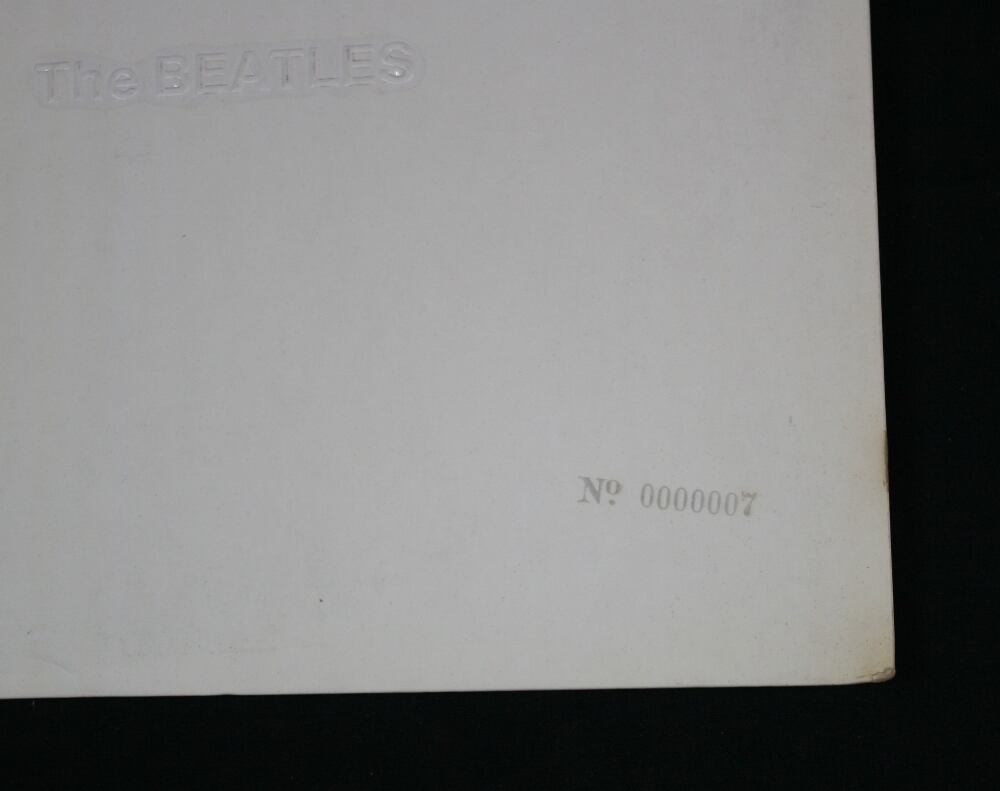 The BEATLES
Nº 0000007